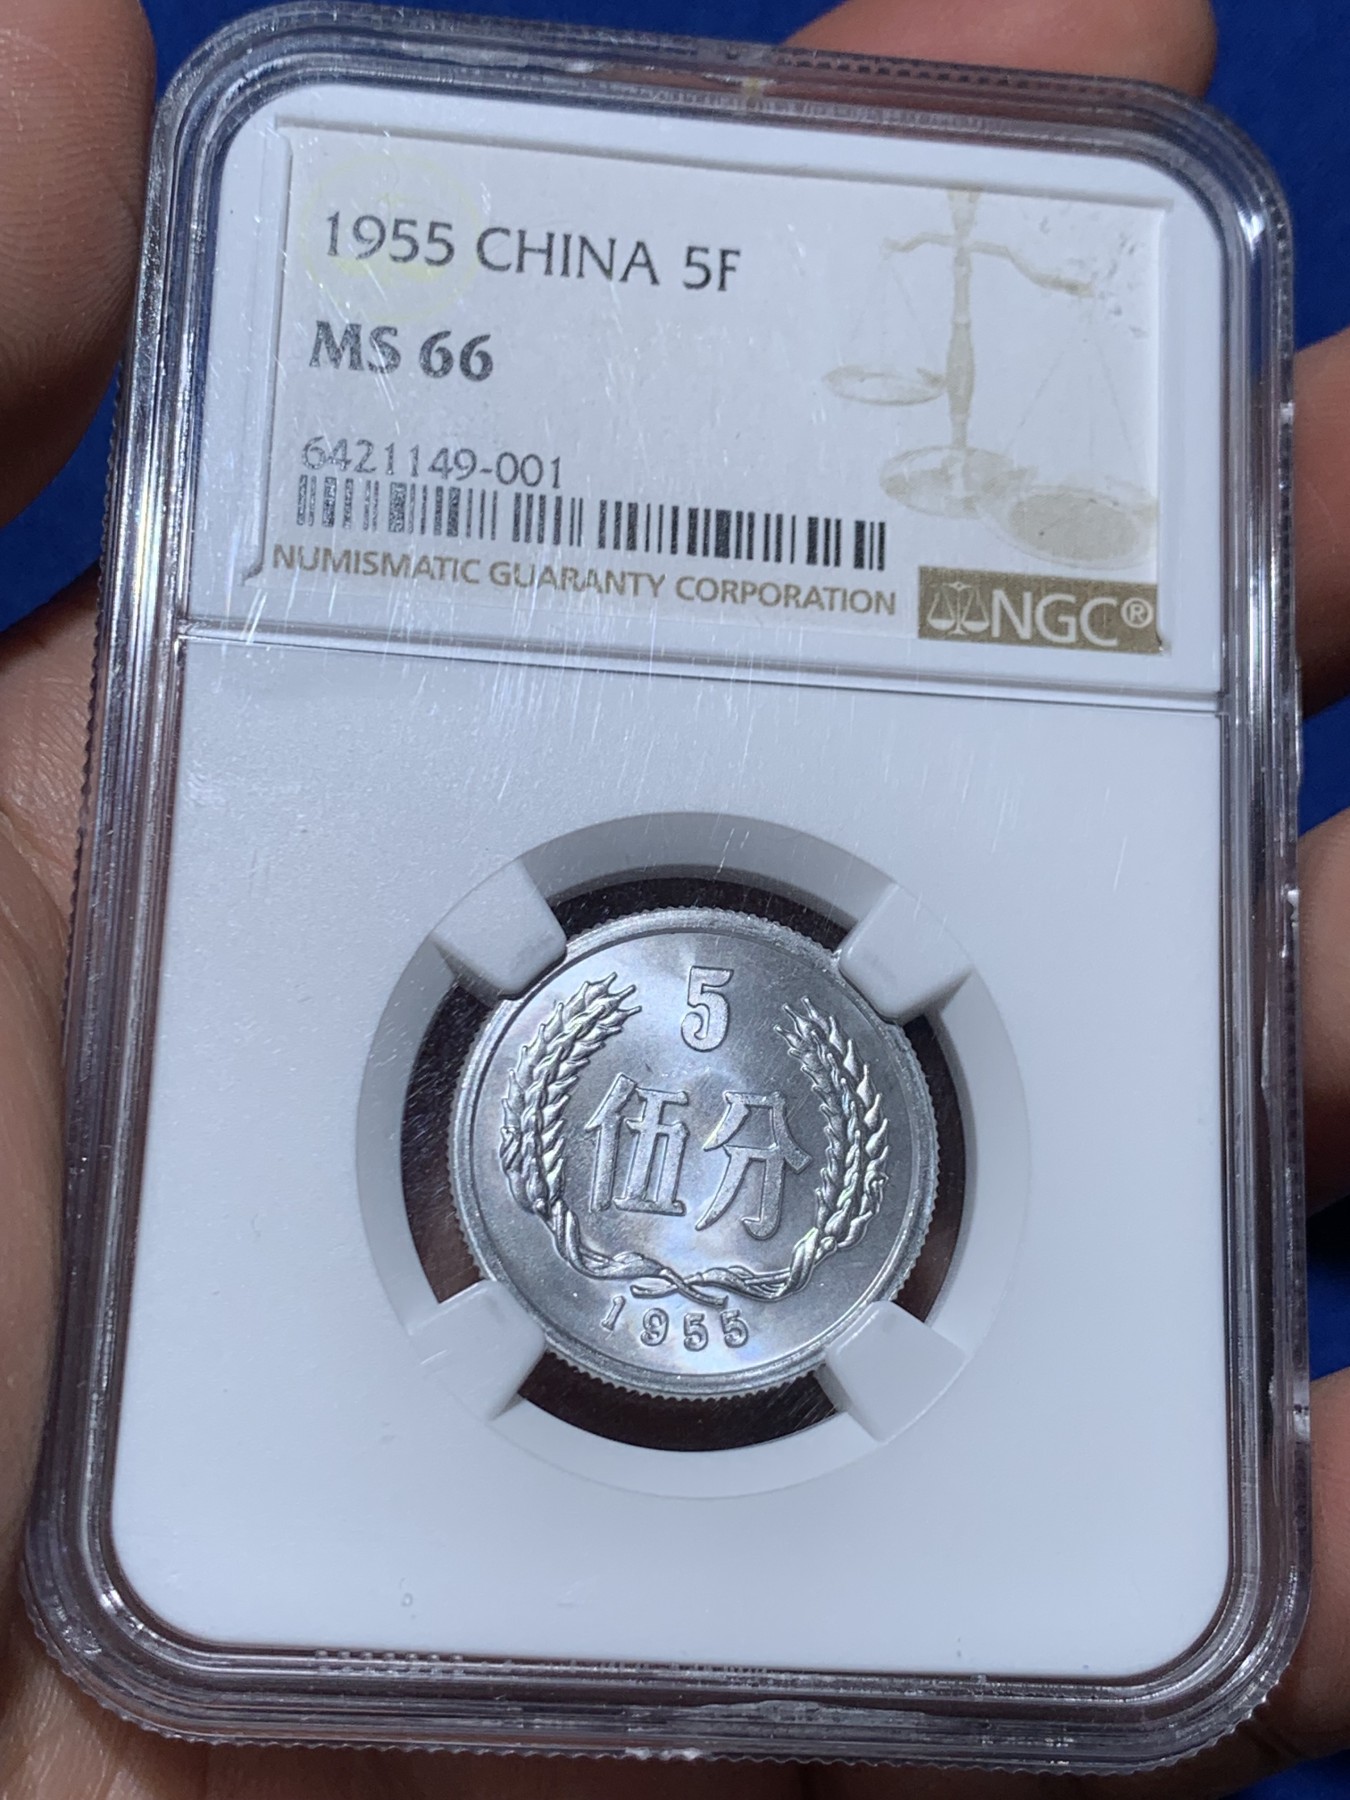 1955 CHINA 5F
MS 66
6421149-001
NUMISMATIC GUARANTY CORPORATION
NGC®
5
伍分
1955